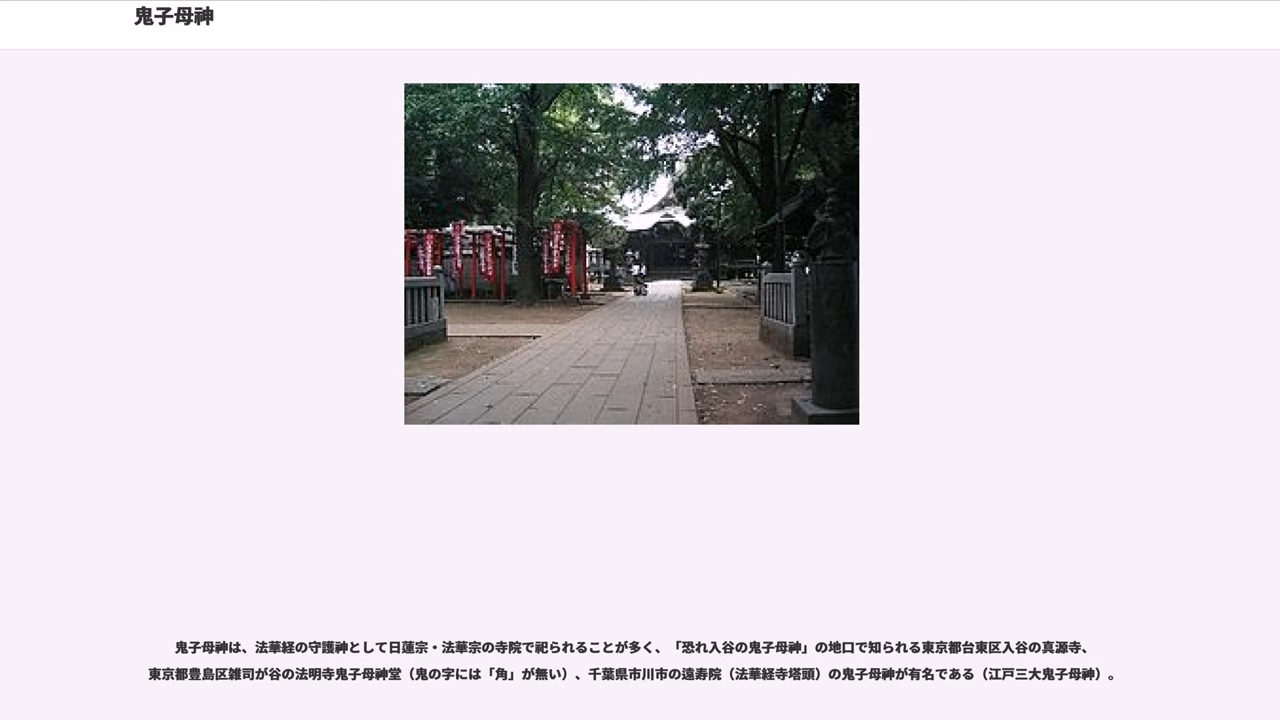 鬼子母神
鬼子母神は、法華経の守護神として日蓮宗・法華宗の寺院で祀られることが多く、「恐れ入谷の鬼子母神」の地口で知られる東京都台東区入谷の真源寺、
東京都豊島区雑司が谷の法明寺鬼子母神堂（鬼の字には「角」が無い）、千葉県市川市の遠寿院（法華経寺塔頭）の鬼子母神が有名である（江戸三大鬼子母神）。